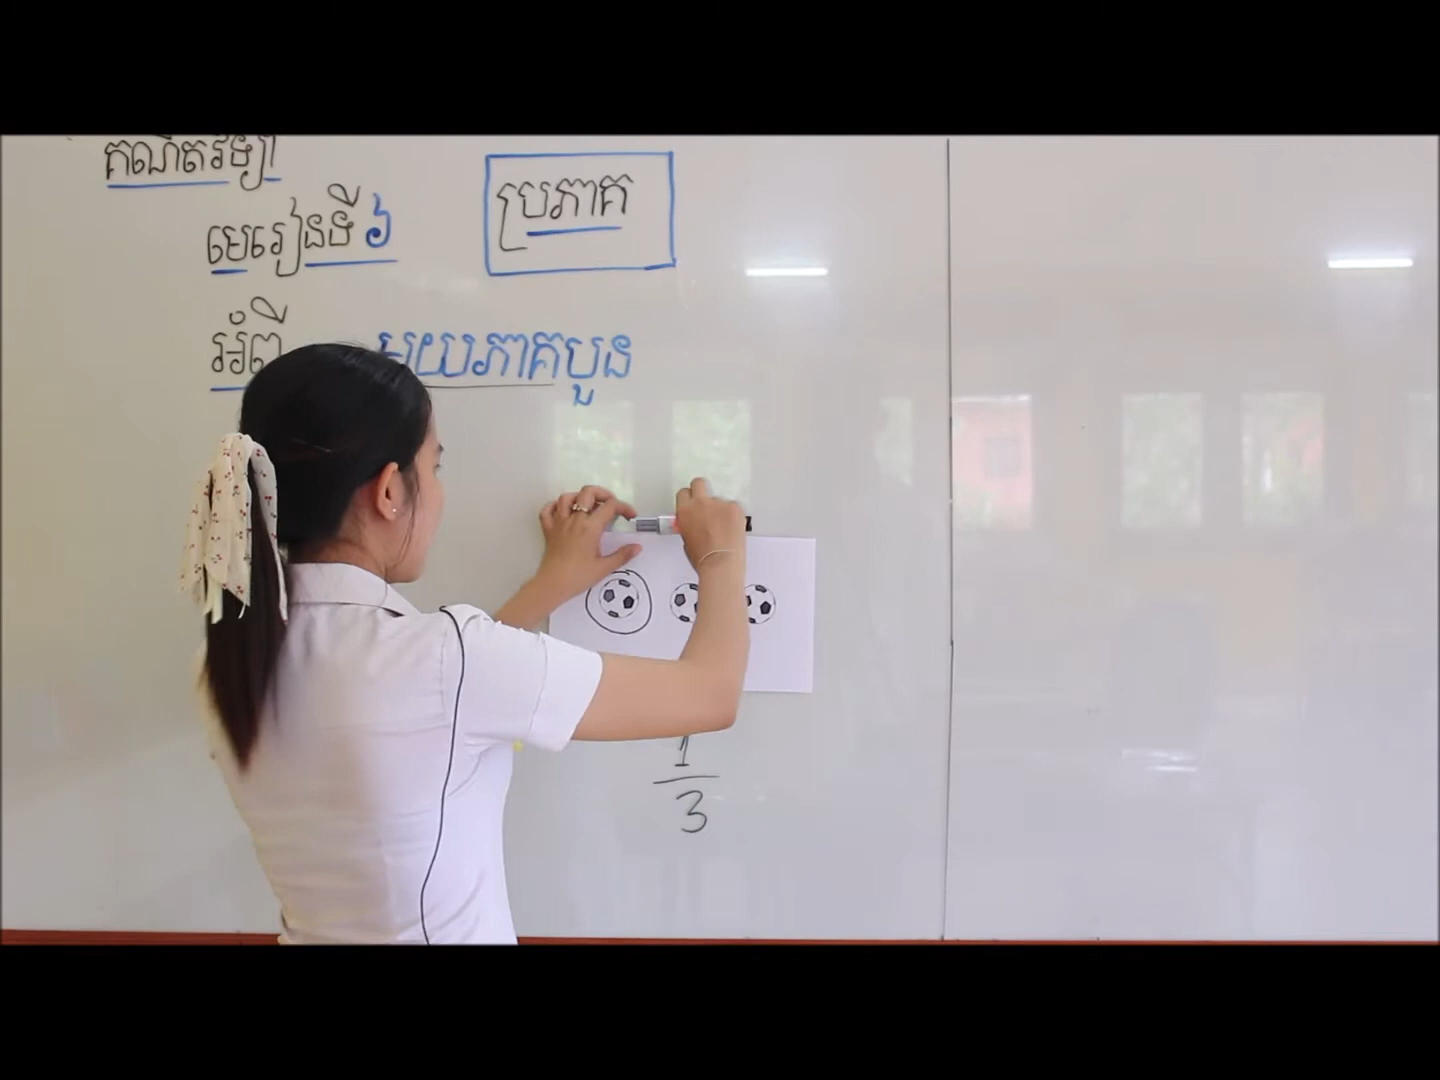 គណិតវិទ្យា
មេរៀនទី ៦
ប្រភាគ
អំពី មួយភាគបួន
1
3